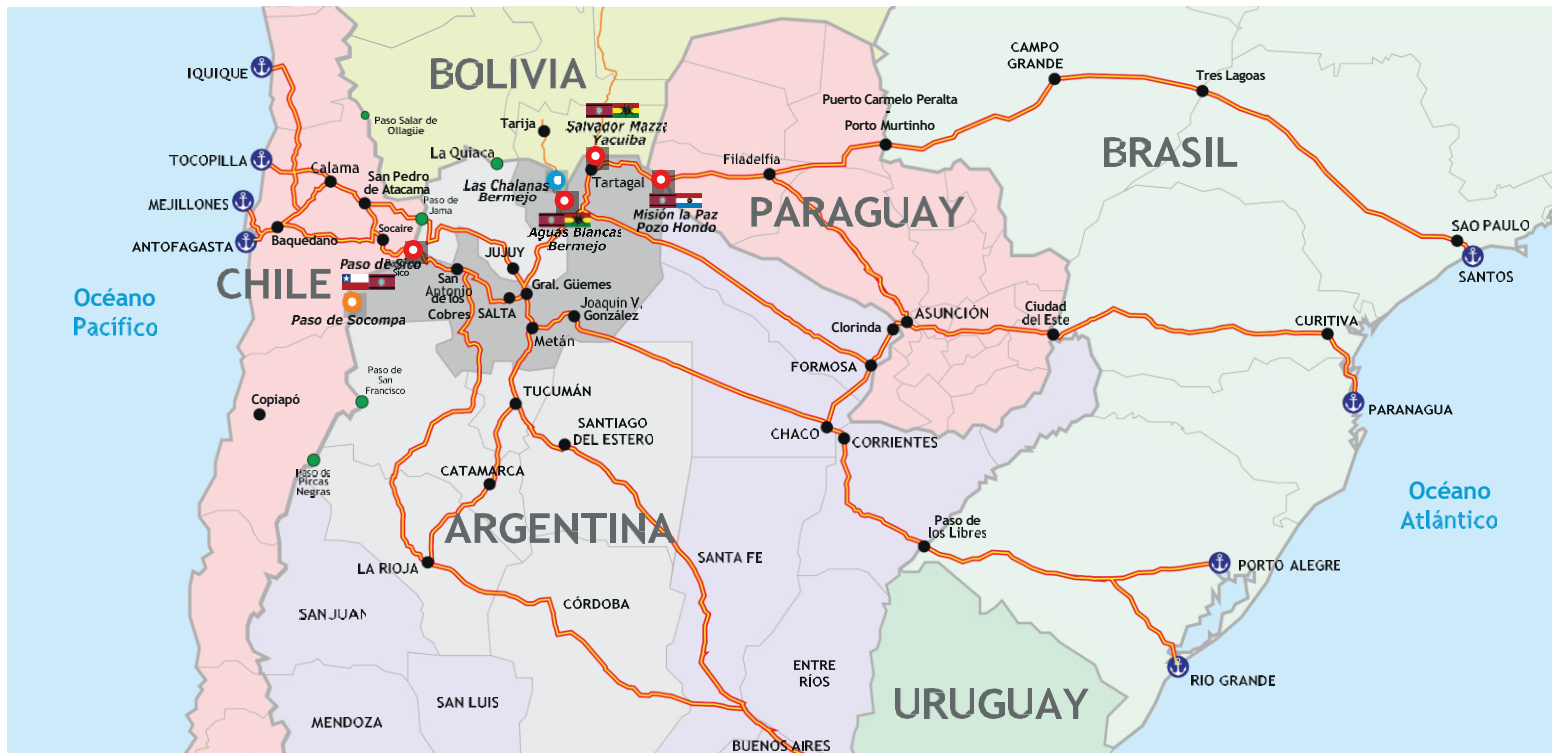 IQUIQUE
TOCOPILLA
MEJILLONES
ANTOFAGASTA
Baquedano
Calama
San Pedro
de Atacama
Socaire
CHILE
Océano
Pacífico
Copiapó
BOLIVIA
Paso Salar de
Ollagüe
Tarija
La Quiaca
Paso de
Jama
Paso de Sico
Sico
Paso de Socompa
Salvador Mazza
Yacuiba
Tartagal
Las Chalanas
Bermejo
Aguas Blancas
Bermejo
Misión la Paz
Pozo Hondo
JUJUY
San
Antonio
de los
Cobres
SALTA
Gral. Güemes
Joaquín V.
González
Metán
Paso de
San
Francisco
Paso de
Pircas
Negras
TUCUMÁN
SANTIAGO
DEL ESTERO
CATAMARCA
ARGENTINA
LA RIOJA
SAN JUAN
CÓRDOBA
SANTA FE
MENDOZA
SAN LUIS
ENTRE
RÍOS
BUENOS AIRES
Filadelfia
PARAGUAY
Puerto Carmelo Peralta
-
Porto Murtinho
CAMPO
GRANDE
Tres Lagoas
BRASIL
SAO PAULO
SANTOS
Clorinda
ASUNCIÓN
Ciudad
del Este
FORMOSA
CURITIVA
PARANAGUA
CHACO
CORRIENTES
Paso de
los Libres
PORTO ALEGRE
RIO GRANDE
URUGUAY
Océano
Atlántico